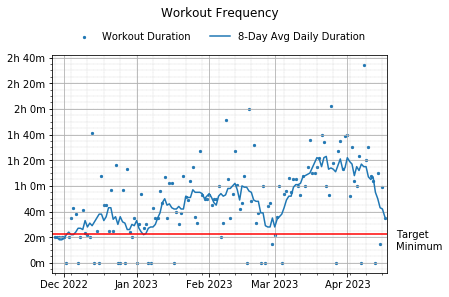 Workout Frequency
Workout Duration
8-Day Avg Daily Duration
2h 40m
2h 20m
2h 0m
1h 40m
1h 20m
1h 0m
40m
20m
0m
Target
Minimum
Dec 2022
Jan 2023
Feb 2023
Mar 2023
Apr 2023